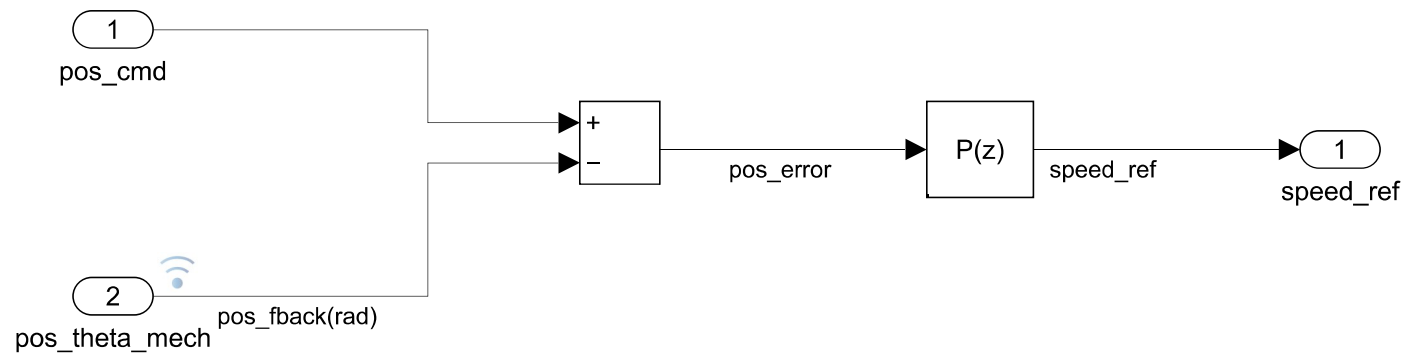 1
pos_cmd
+
−
pos_error
P(z)
speed_ref
1
speed_ref
2
pos_fback(rad)
pos_theta_mech